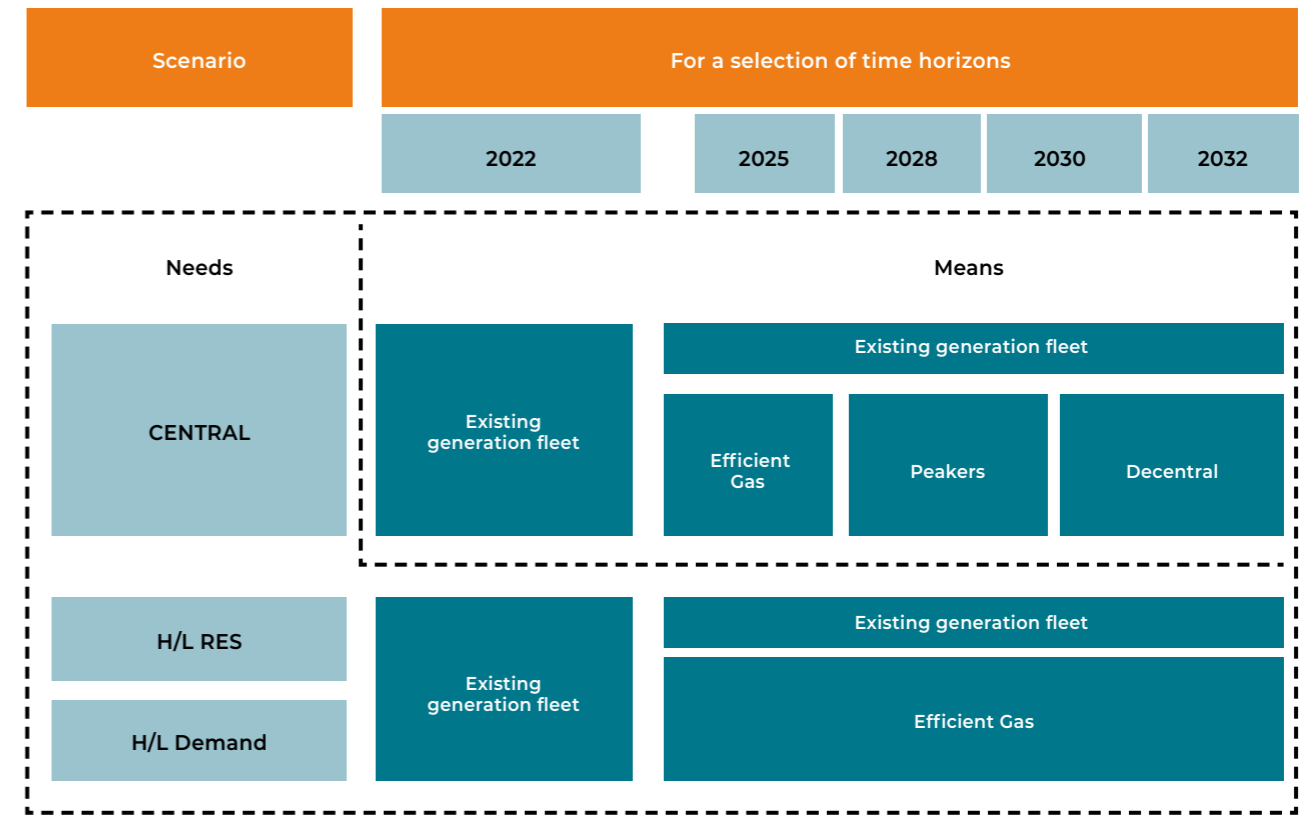 Scenario
For a selection of time horizons
2022
2025
2028
2030
2032
Needs
Means
CENTRAL
Existing
generation fleet
Existing generation fleet
Efficient
Gas
Peakers
Decentral
H/L RES
H/L Demand
Existing
generation fleet
Existing generation fleet
Efficient Gas